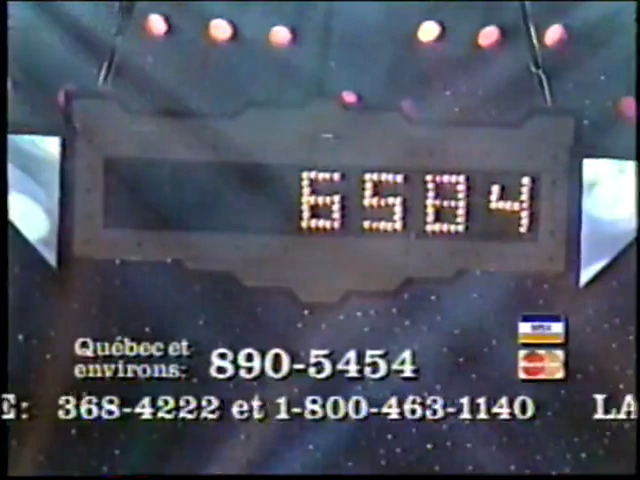 6584
VISA
Québec et
environs: 890-5454
E: 368-4222 et 1-800-463-1140 LA